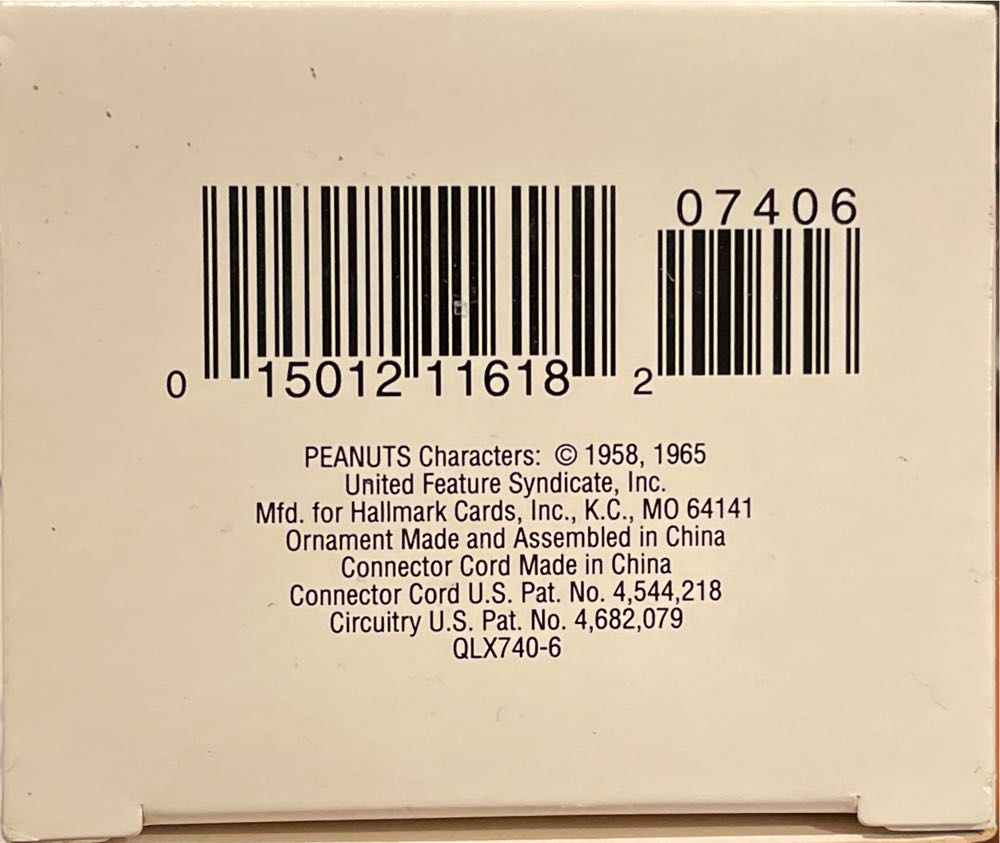 07406
0 15012 11618 2
PEANUTS Characters: © 1958, 1965
United Feature Syndicate, Inc.
Mfd. for Hallmark Cards, Inc., K.C., MO 64141
Ornament Made and Assembled in China
Connector Cord Made in China
Connector Cord U.S. Pat. No. 4,544,218
Circuitry U.S. Pat. No. 4,682,079
QLX740-6